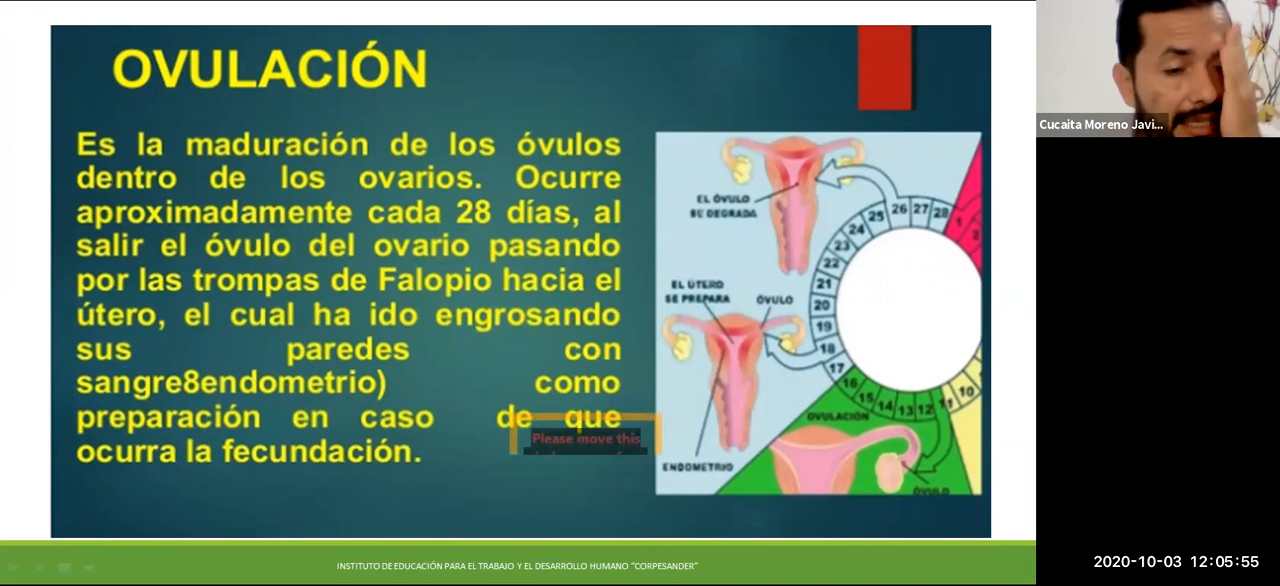 OVULACIÓN
Es la maduración de los óvulos
dentro de los ovarios. Ocurre
aproximadamente cada 28 días, al
salir el óvulo del ovario pasando
por las trompas de Falopio hacia el
útero, el cual ha ido engrosando
sus paredes con
sangre8endometrio) como
preparación en caso de que
ocurra la fecundación.
Please move this
EL ÓVULO
SE DEGRADA
EL ÚTERO
SE PREPARA
ÓVULO
ENDOMETRIO
OVULACIÓN
ÓVULO
28
27
26
25
24
23
22
21
20
19
18
17
16
15
14
13
12
11
10
1
Cucaita Moreno Javi...
INSTITUTO DE EDUCACIÓN PARA EL TRABAJO Y EL DESARROLLO HUMANO "CORPESANDER"
2020-10-03 12:05:55